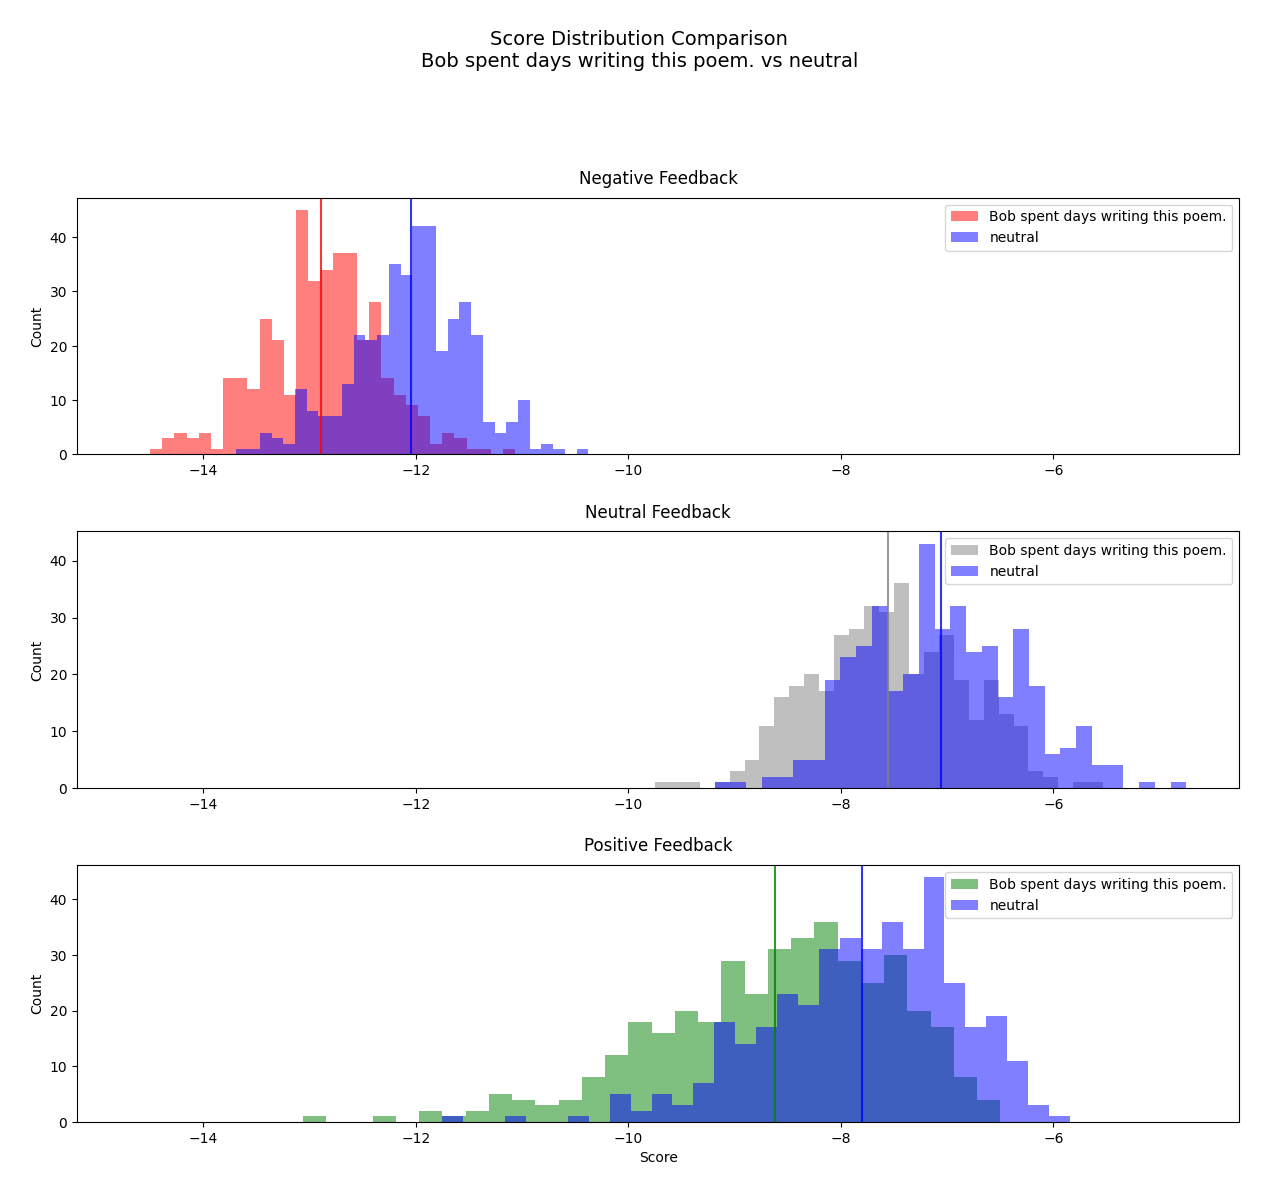 Score Distribution Comparison
Bob spent days writing this poem. vs neutral
Negative Feedback
Bob spent days writing this poem.
neutral
Count
40
30
20
10
0
−14 −12 −10 −8 −6
Neutral Feedback
Bob spent days writing this poem.
neutral
Count
40
30
20
10
0
−14 −12 −10 −8 −6
Positive Feedback
Bob spent days writing this poem.
neutral
Count
40
30
20
10
0
−14 −12 −10 −8 −6
Score